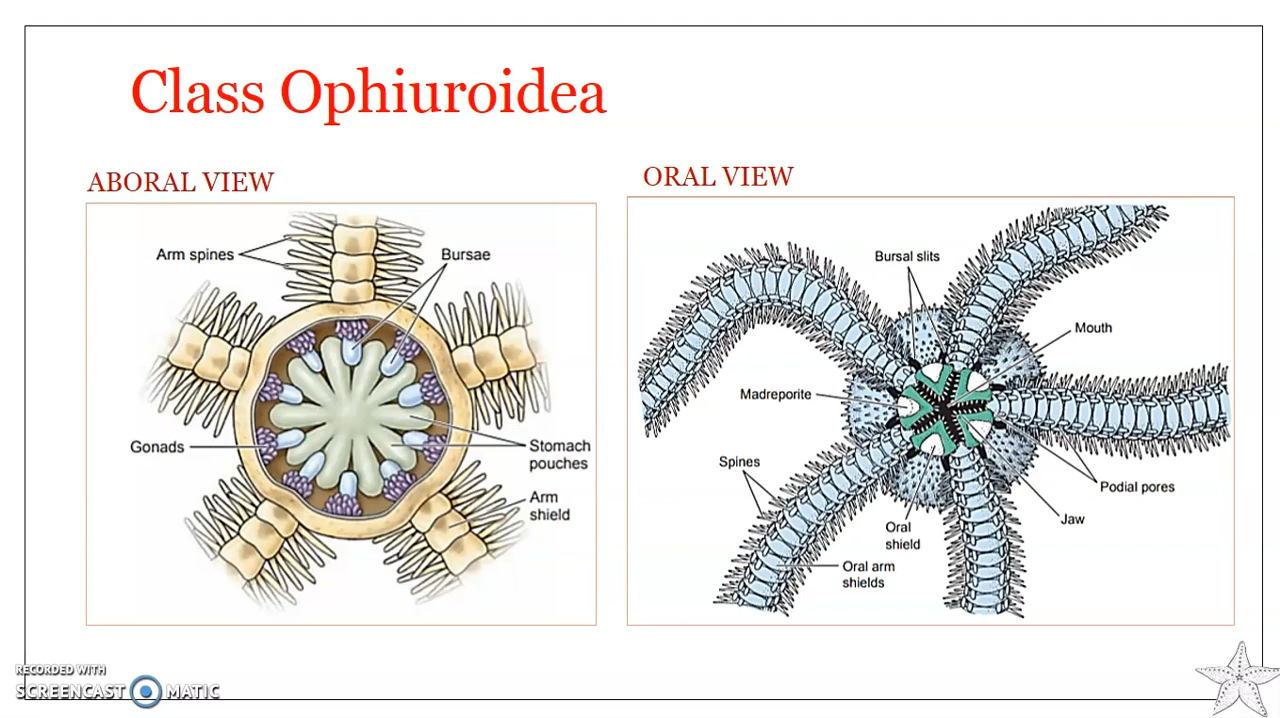 Class Ophiuroidea
ABORAL VIEW
Arm spines
Bursae
Gonads
Stomach
pouches
Arm
shield
ORAL VIEW
Bursal slits
Mouth
Madreporite
Spines
Podial pores
Jaw
Oral
shield
Oral arm
shields
RECORDED WITH
SCREENCAST MATIC